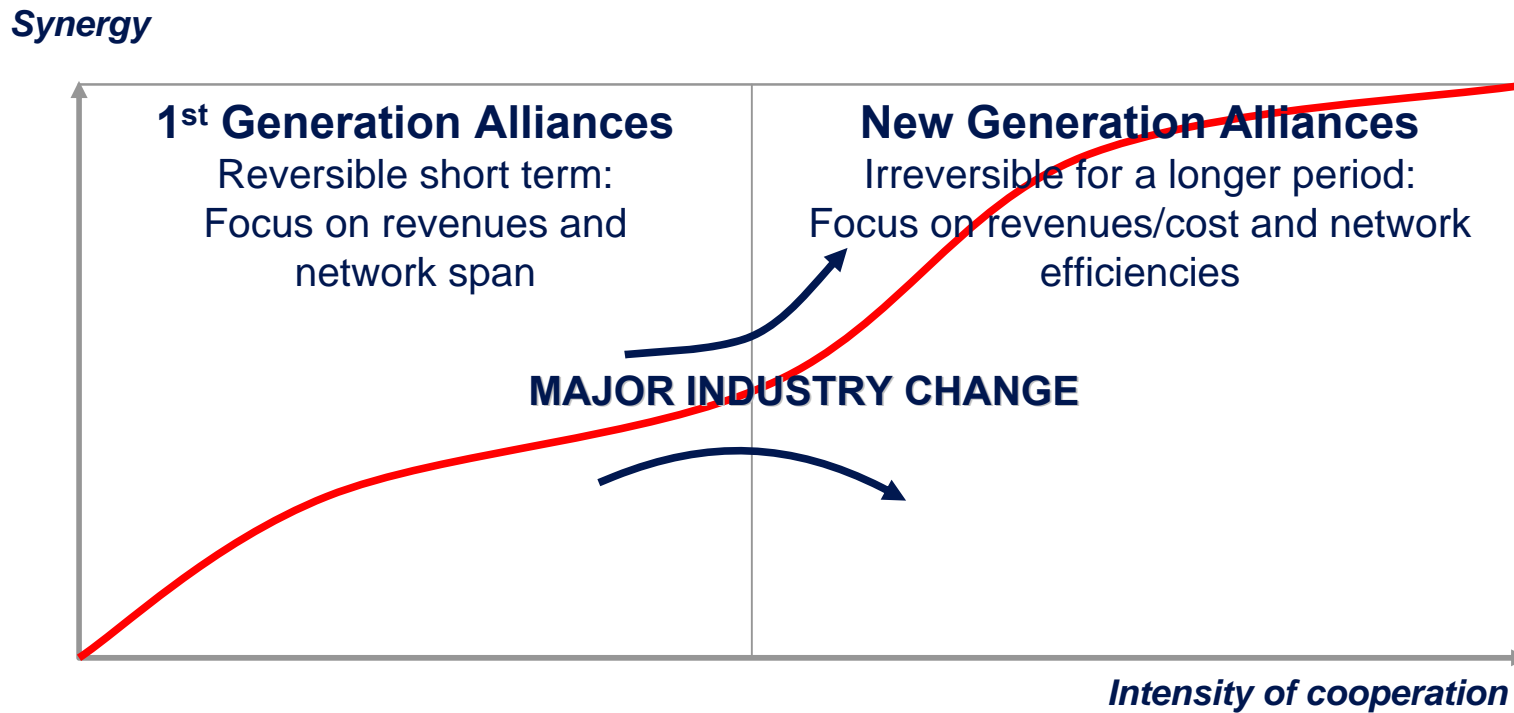 Synergy
1st Generation Alliances
Reversible short term:
Focus on revenues and
network span
New Generation Alliances
Irreversible for a longer period:
Focus on revenues/cost and network
efficiencies
MAJOR INDUSTRY CHANGE
Intensity of cooperation